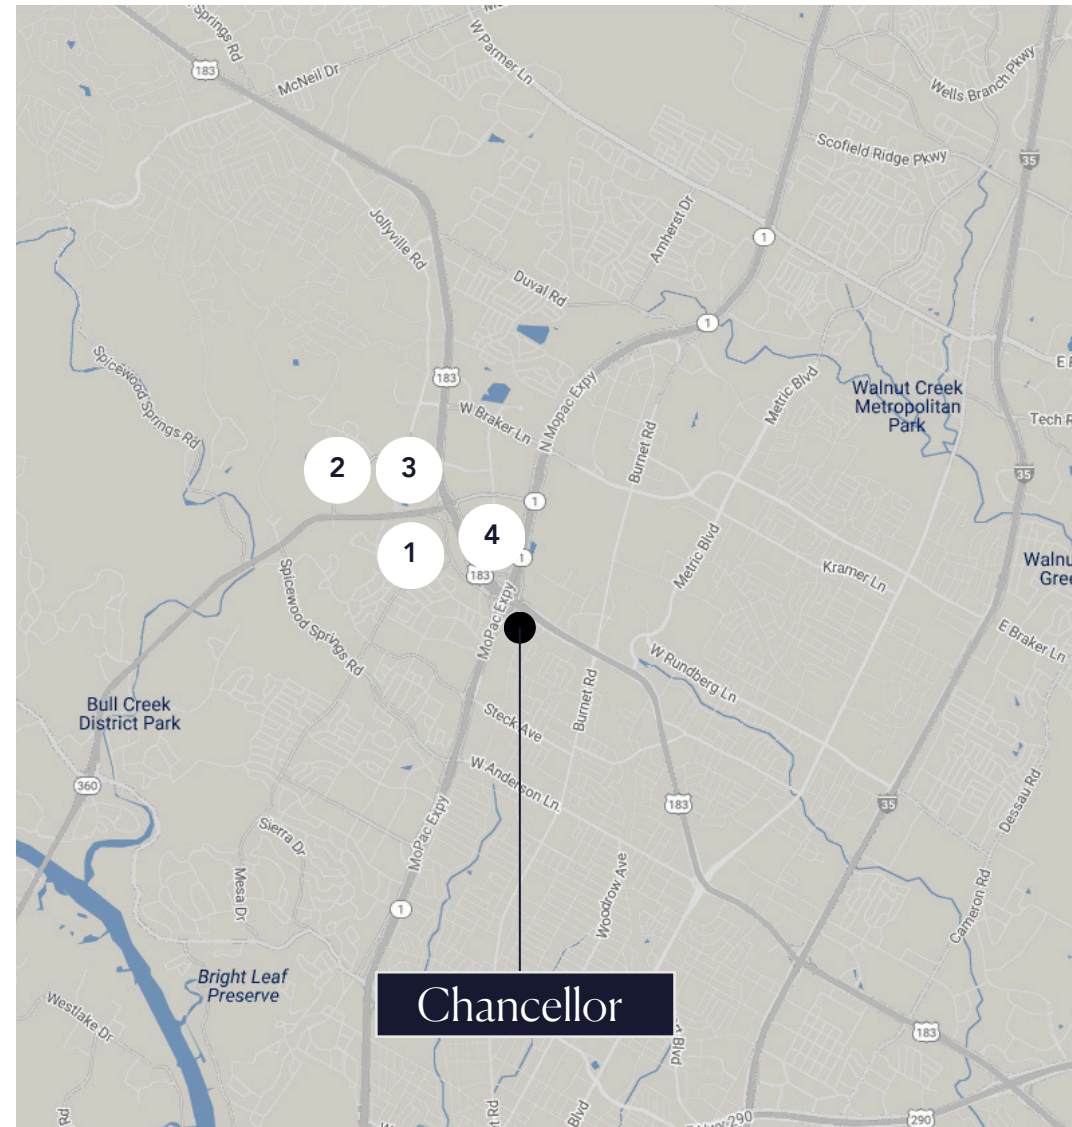 Springs Rd
183
McNeil Dr
W Parmer Ln
Wells Branch Pkwy
Scofield Ridge Pkwy
35
Jollyville Rd
Amherst Dr
1
Duval Rd
1
Spicewood Springs Rd
183
W Braker Ln
N Mopac Expy
Burnet Rd
Metric Blvd
Walnut Creek
Metropolitan
Park
Tech R
2
3
35
1
4
1
1
183
Metric Blvd
Kramer Ln
Walnu
Gree
E Braker Ln
Spicewood Springs Rd
MoPac Expy
W Rundberg Ln
Burnet Rd
Bull Creek
District Park
Steck Ave
W Anderson Ln.
360
183
35
Dessau Rd
Sierra Dr
MoPac Expy
Mesa Dr
Woodrow Ave
Cameron Rd
1
Bright Leaf
Preserve
Westlake Dr
Chancellor
Blvd
183
Rd
Rd
Blvd
290
290